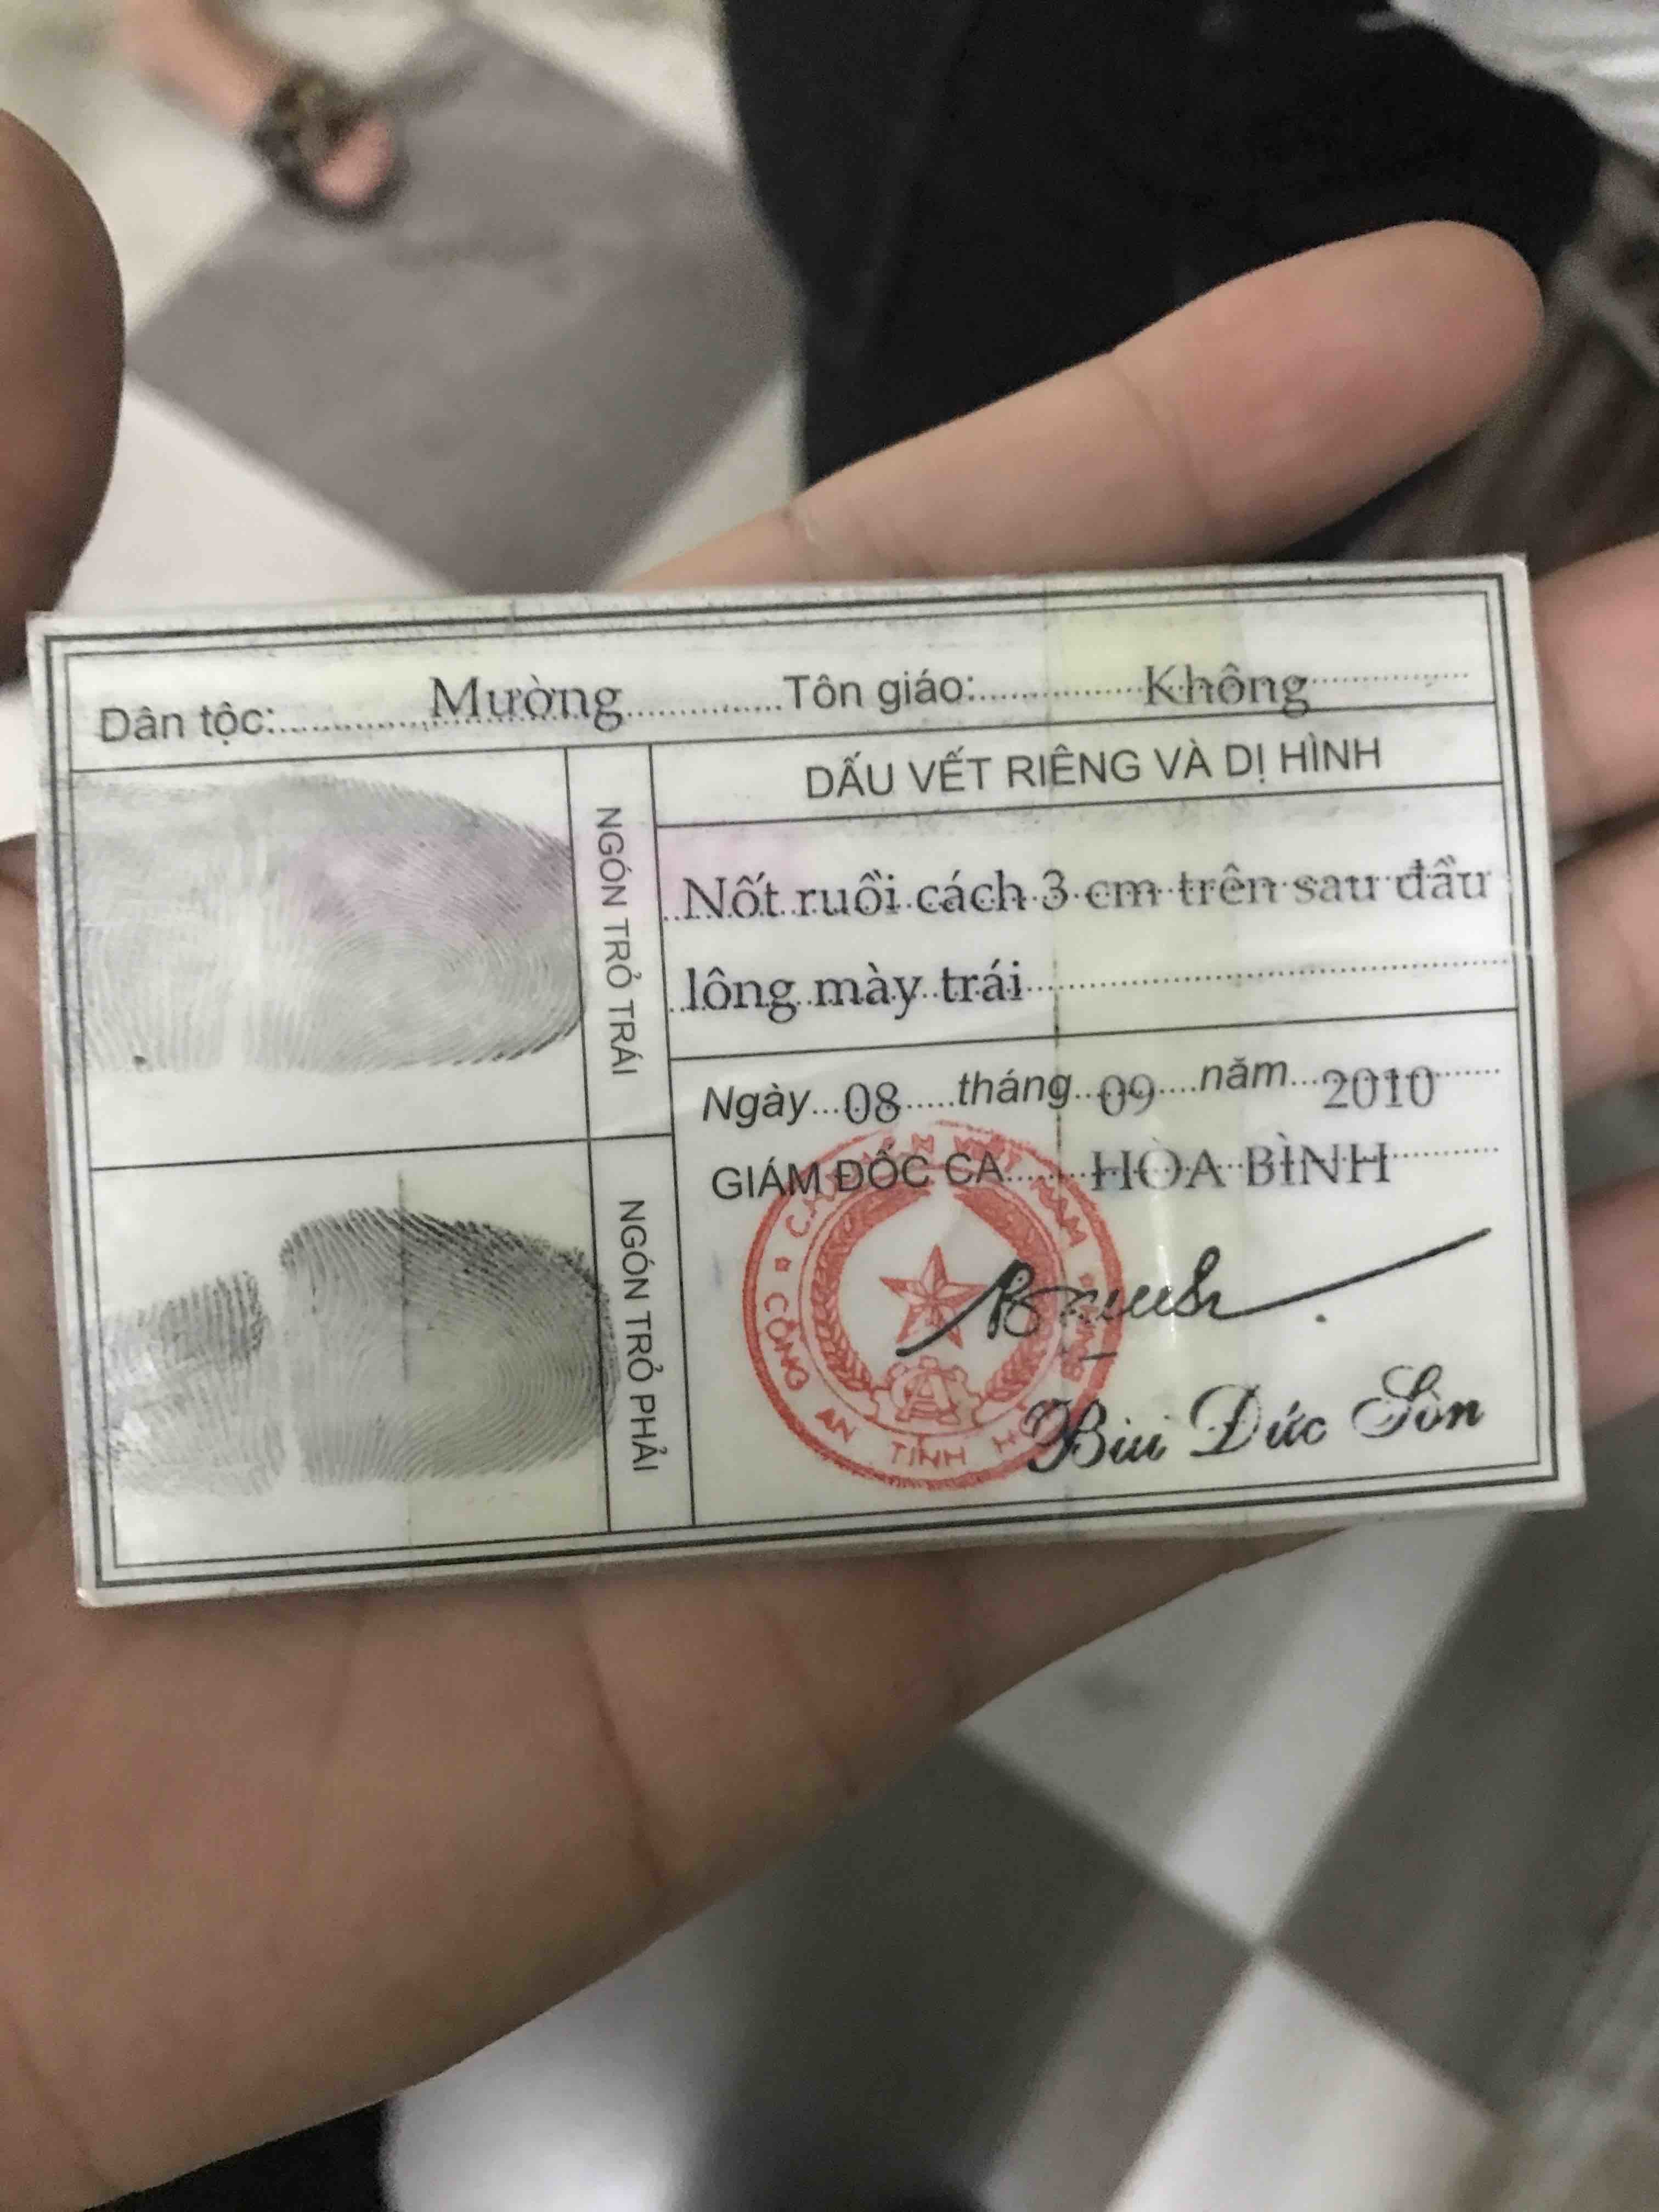 Dân tộc: Mường Tôn giáo: Không
NGÓN TRỎ TRÁI
DẤU VẾT RIÊNG VÀ DỊ HÌNH
Nốt ruồi cách 3 cm trên sau đầu
lông mày trái
Ngày 08 tháng 09 năm 2010
GIÁM ĐỐC CA HÒA BÌNH
NGÓN TRỎ PHẢI
CÔNG AN TỈNH
Bùi Đức Sòn